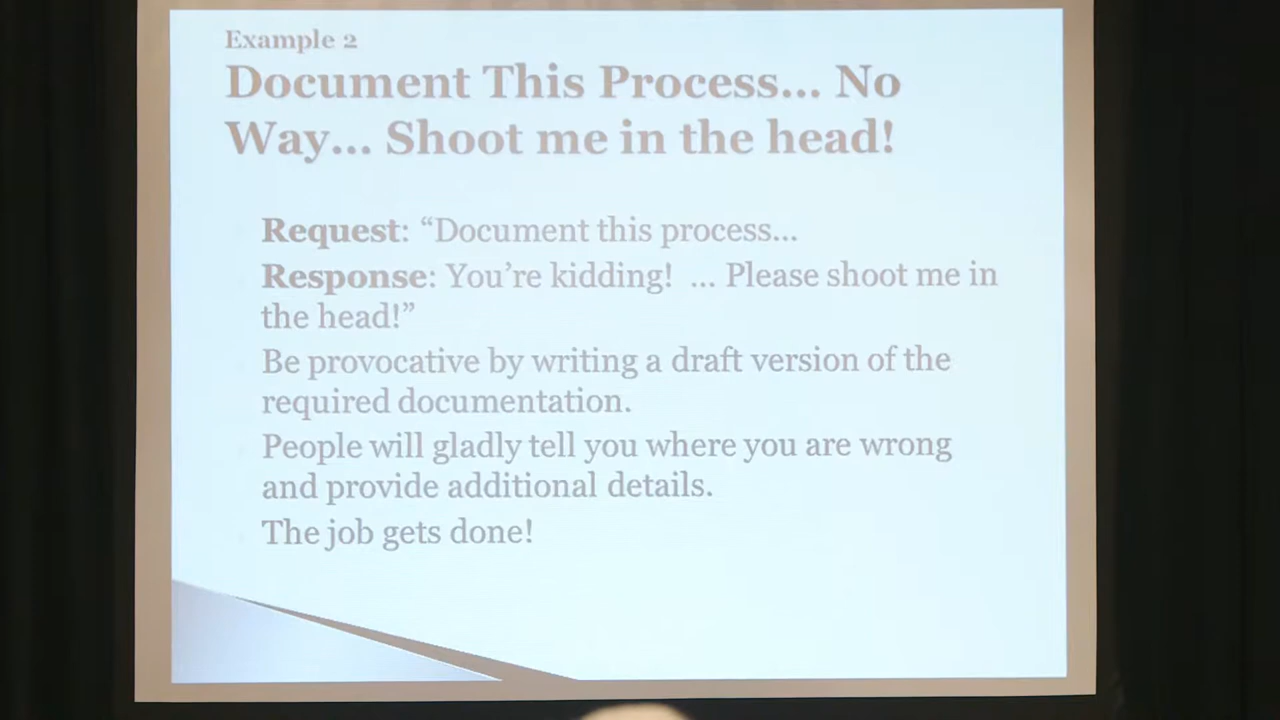 Example 2
Document This Process... No
Way... Shoot me in the head!
Request: “Document this process...
Response: You’re kidding!  ... Please shoot me in
the head!”
Be provocative by writing a draft version of the
required documentation.
People will gladly tell you where you are wrong
and provide additional details.
The job gets done!